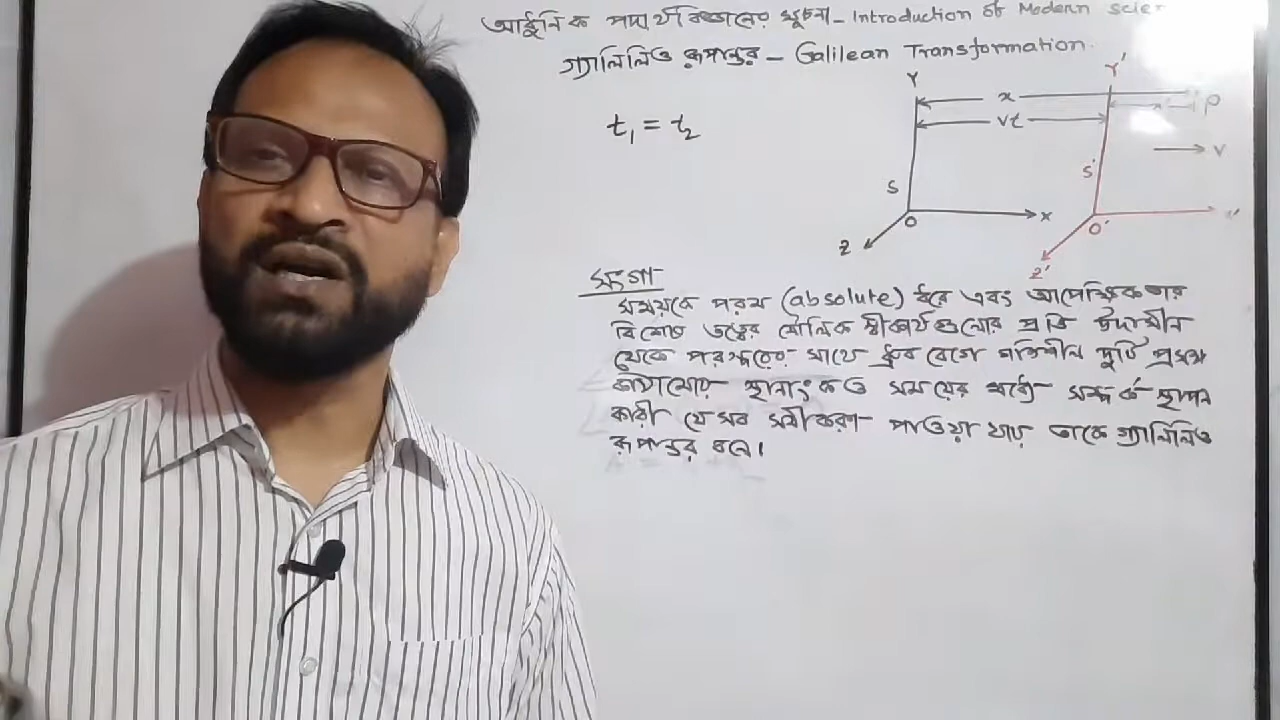 আধুনিক পদার্থবিজ্ঞানের সূচনা - Introduction of Modern Scien
গ্যালিলিও রূপান্তর - Galilean Transformation.
Y Y'
x x' P
t₁ = t₂ vt
v
S S'
O X O' x'
Z Z'
সংগা
সময়কে পরম (absolute) ধরে এবং আপেক্ষিকতার
বিশেষ তত্ত্বের মৌলিক স্বীকার্য গুলোর প্রতি উদাসীন
থেকে পরস্পরের সাথে ধ্রুব বেগে গতিশীল দুটি প্রসঙ্গ
কাঠামোর স্থানাংক ও সময়ের মধ্যে সম্পর্ক স্থাপন
কারী যে সব সমীকরণ পাওয়া যায় তাকে গ্যালিলিও
রূপান্তর বলে।